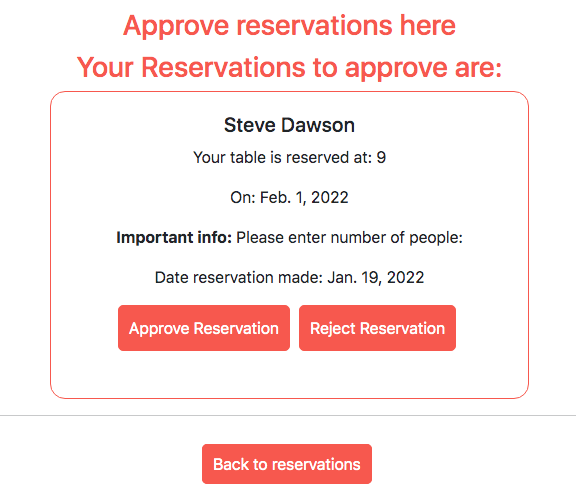 Approve reservations here
Your Reservations to approve are:
Steve Dawson
Your table is reserved at: 9
On: Feb. 1, 2022
Important info: Please enter number of people:
Date reservation made: Jan. 19, 2022
Approve Reservation Reject Reservation
Back to reservations